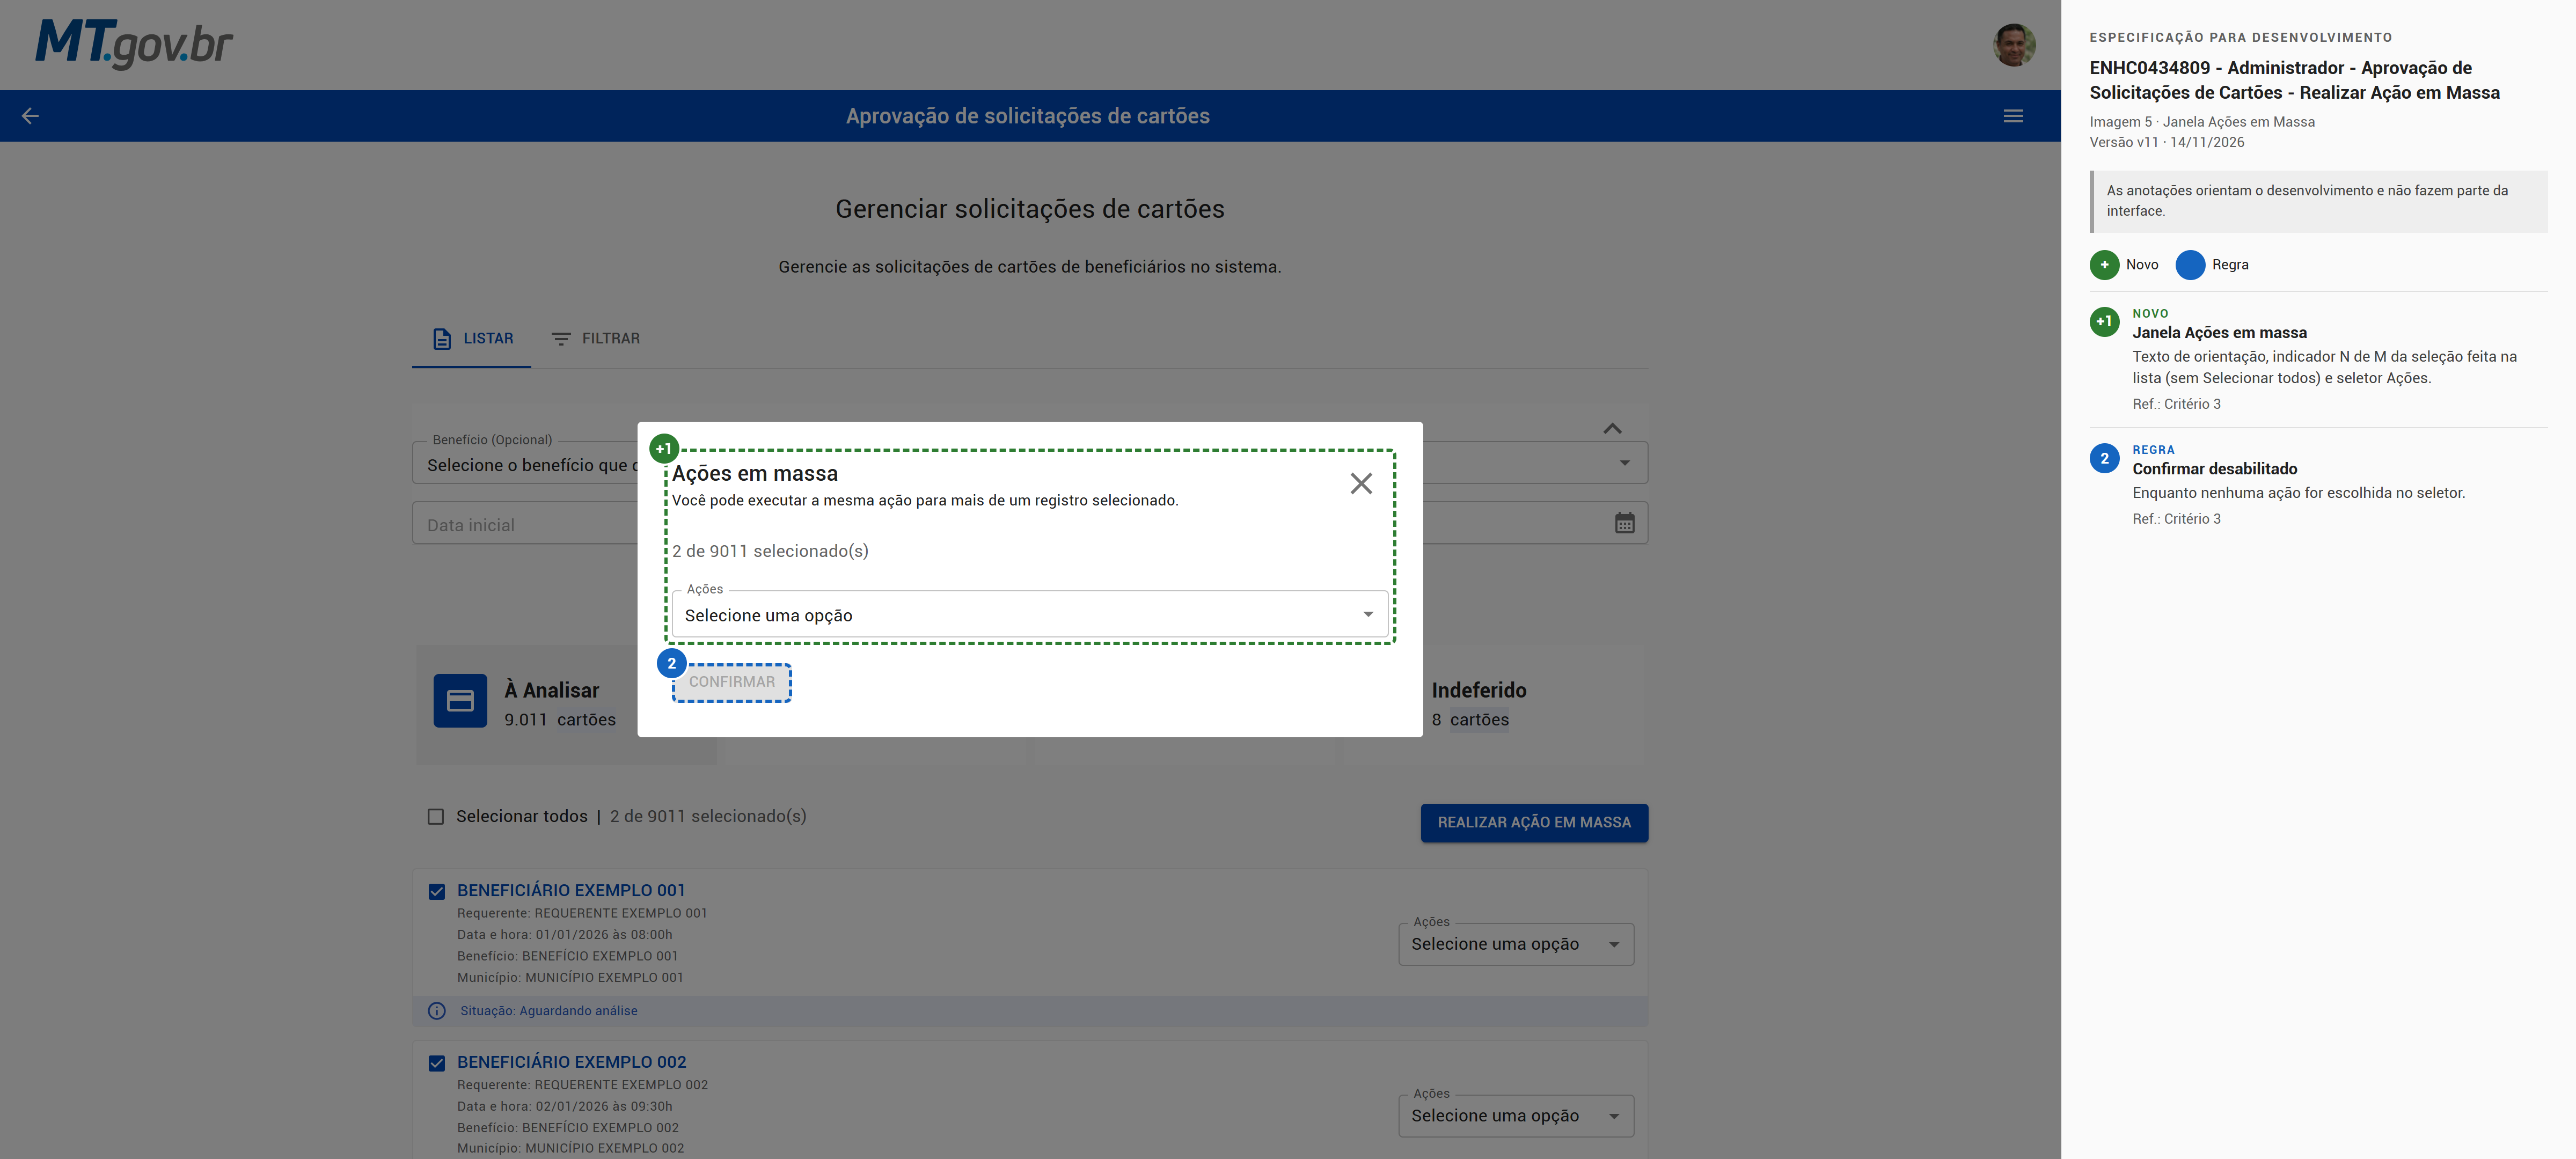 MT.gov.br
Aprovação de solicitações de cartões
Gerenciar solicitações de cartões
Gerencie as solicitações de cartões de beneficiários no sistema.
LISTAR
FILTRAR
Benefício (Opcional)
Selecione o benefício que
Data inicial
+1
Ações em massa
Você pode executar a mesma ação para mais de um registro selecionado.
2 de 9011 selecionado(s)
Ações
Selecione uma opção
2
CONFIRMAR
À Analisar
9.011 cartões
Indeferido
8 cartões
Selecionar todos | 2 de 9011 selecionado(s)
REALIZAR AÇÃO EM MASSA
BENEFICIÁRIO EXEMPLO 001
Requerente: REQUERENTE EXEMPLO 001
Data e hora: 01/01/2026 às 08:00h
Benefício: BENEFÍCIO EXEMPLO 001
Município: MUNICÍPIO EXEMPLO 001
Ações
Selecione uma opção
Situação: Aguardando análise
BENEFICIÁRIO EXEMPLO 002
Requerente: REQUERENTE EXEMPLO 002
Data e hora: 02/01/2026 às 09:30h
Benefício: BENEFÍCIO EXEMPLO 002
Município: MUNICÍPIO EXEMPLO 002
Ações
Selecione uma opção
ESPECIFICAÇÃO PARA DESENVOLVIMENTO
ENHC0434809 - Administrador - Aprovação de
Solicitações de Cartões - Realizar Ação em Massa
Imagem 5 · Janela Ações em Massa
Versão v11 · 14/11/2026
As anotações orientam o desenvolvimento e não fazem parte da
interface.
+ Novo
Regra
+1
NOVO
Janela Ações em massa
Texto de orientação, indicador N de M da seleção feita na
lista (sem Selecionar todos) e seletor Ações.
Ref.: Critério 3
2
REGRA
Confirmar desabilitado
Enquanto nenhuma ação for escolhida no seletor.
Ref.: Critério 3